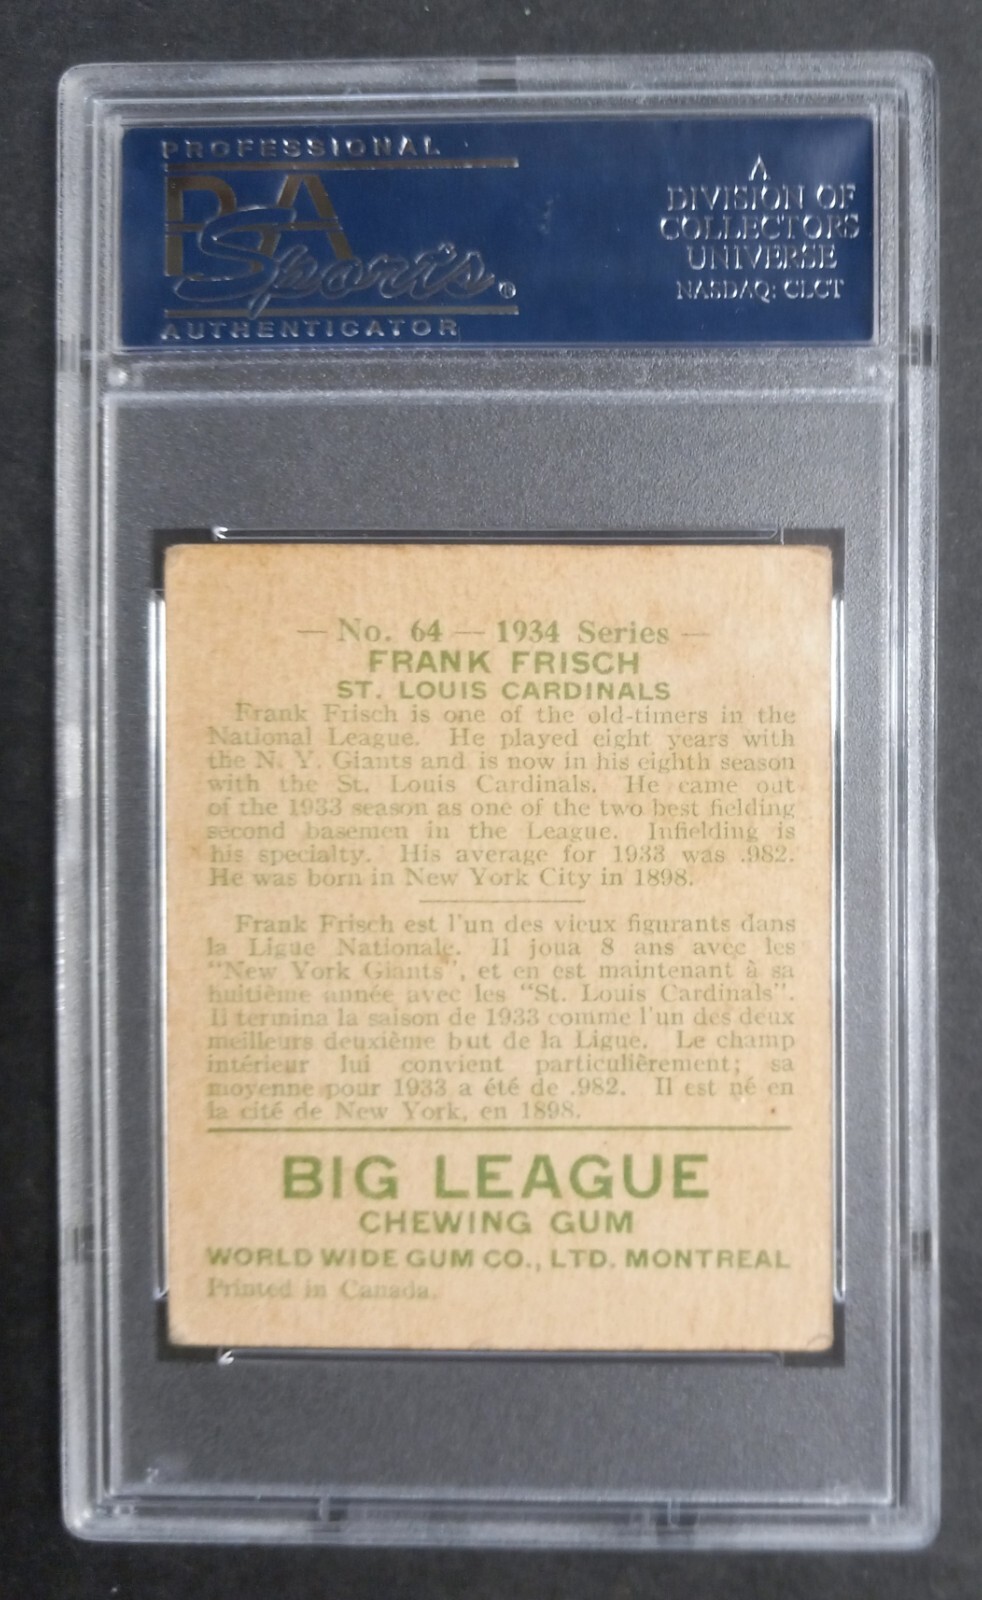 PROFESSIONAL
PSA
Sports®
AUTHENTICATOR
A
DIVISION OF
COLLECTORS
UNIVERSE
NASDAQ: CLCT
— No. 64 — 1934 Series —
FRANK FRISCH
ST. LOUIS CARDINALS
Frank Frisch is one of the old-timers in the
National League. He played eight years with
the N. Y. Giants and is now in his eighth season
with the St. Louis Cardinals. He came out
of the 1933 season as one of the two best fielding
second basemen in the League. Infielding is
his specialty. His average for 1933 was .982.
He was born in New York City in 1898.
Frank Frisch est l'un des vieux figurants dans
la Ligue Nationale. Il joua 8 ans avec les
"New York Giants", et en est maintenant à sa
huitième année avec les "St. Louis Cardinals".
Il termina la saison de 1933 comme l'un des deux
meilleurs deuxième but de la Ligue. Le champ
intérieur lui convient particulièrement; sa
moyenne pour 1933 a été de .982. Il est né en
la cité de New York, en 1898.
BIG LEAGUE
CHEWING GUM
WORLD WIDE GUM CO., LTD. MONTREAL
Printed in Canada.